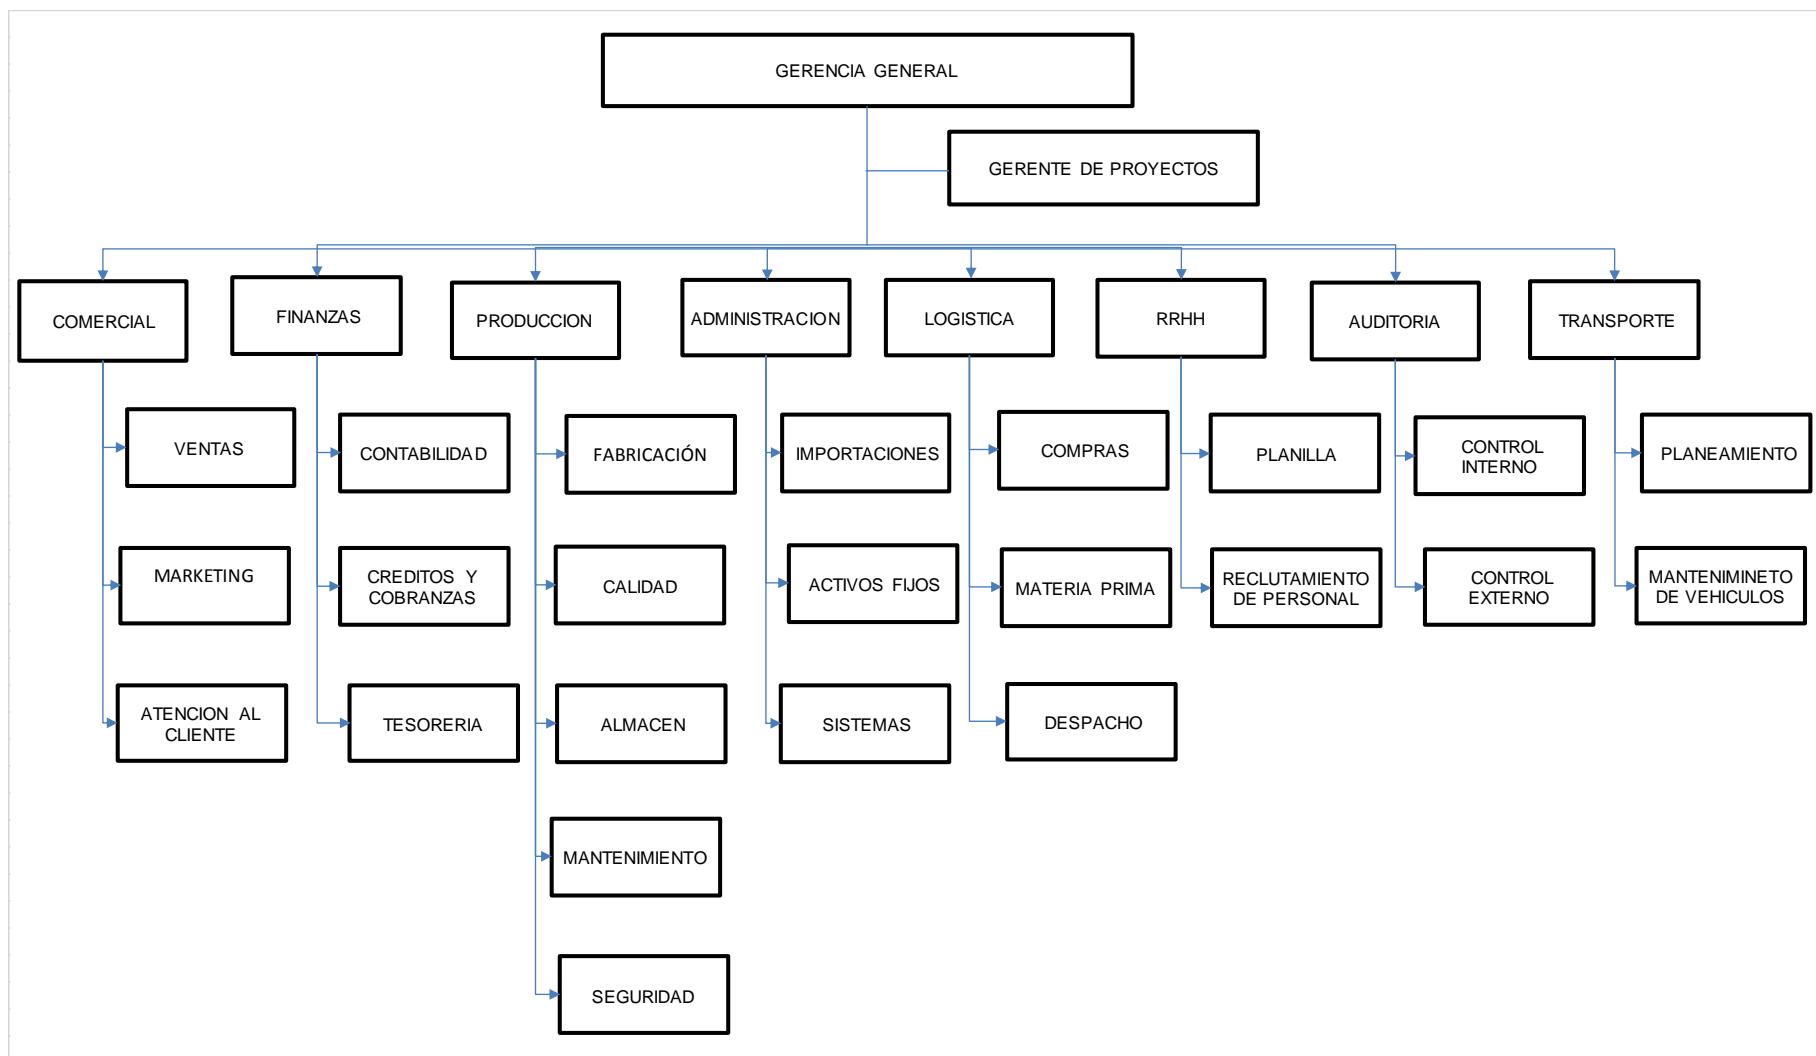 GERENCIA GENERAL
GERENTE DE PROYECTOS
COMERCIAL
FINANZAS
PRODUCCION
ADMINISTRACION
LOGISTICA
RRHH
AUDITORIA
TRANSPORTE
VENTAS
CONTABILIDAD
FABRICACIÓN
IMPORTACIONES
COMPRAS
PLANILLA
CONTROL
INTERNO
PLANEAMIENTO
MARKETING
CREDITOS Y
COBRANZAS
CALIDAD
ACTIVOS FIJOS
MATERIA PRIMA
RECLUTAMIENTO
DE PERSONAL
CONTROL
EXTERNO
MANTENIMINETO
DE VEHICULOS
ATENCION AL
CLIENTE
TESORERIA
ALMACEN
SISTEMAS
DESPACHO
MANTENIMIENTO
SEGURIDAD